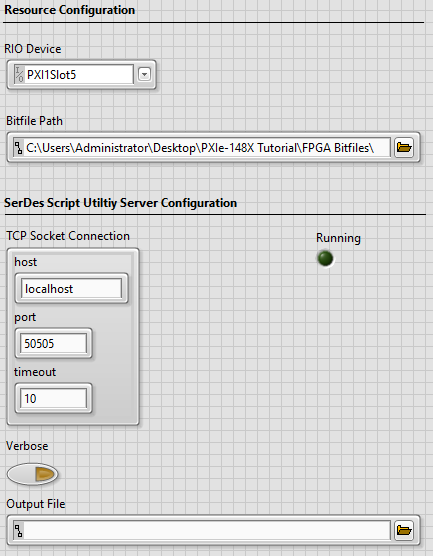 Resource Configuration
RIO Device
PXI1Slot5
Bitfile Path
C:\Users\Administrator\Desktop\PXIe-148X Tutorial\FPGA Bitfiles\
SerDes Script Utiltiy Server Configuration
TCP Socket Connection
Running
host
localhost
port
50505
timeout
10
Verbose
Output File